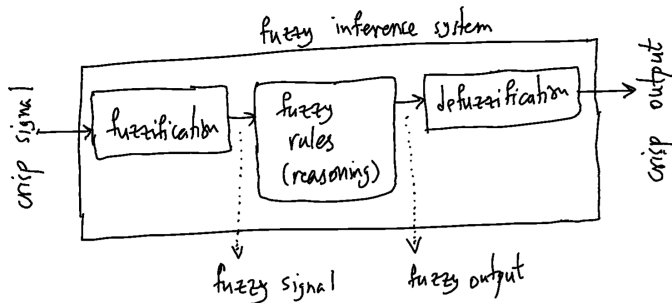 fuzzy inference system
crisp signal
fuzzification
fuzzy
rules
(reasoning)
defuzzification
crisp output
fuzzy signal
fuzzy output